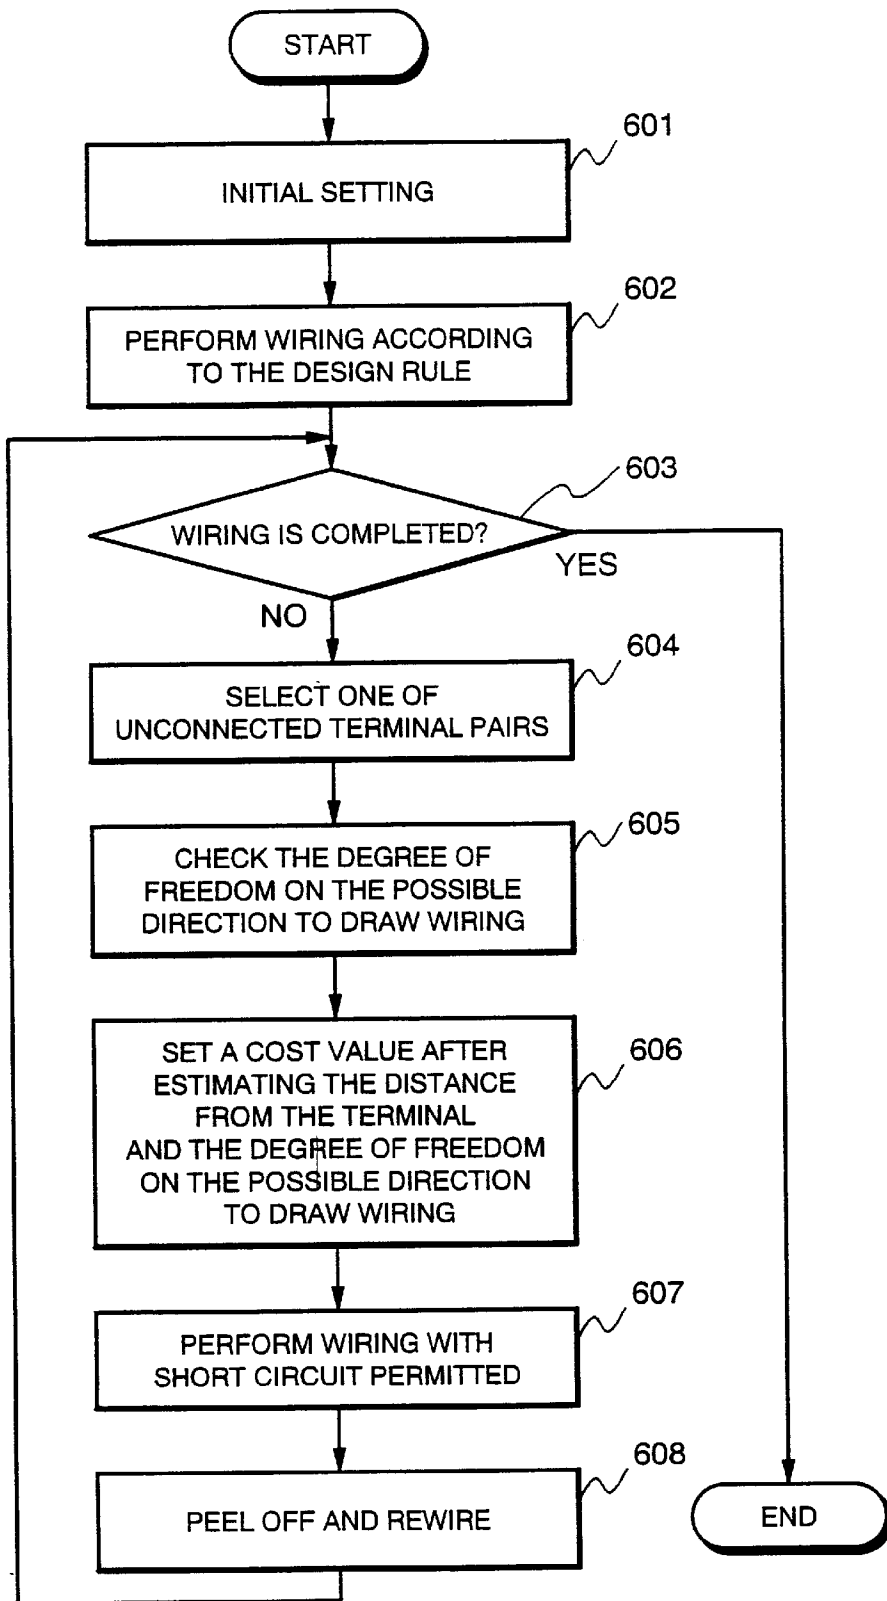 START
601
INITIAL SETTING
602
PERFORM WIRING ACCORDING
TO THE DESIGN RULE
603
WIRING IS COMPLETED?
YES
NO
604
SELECT ONE OF
UNCONNECTED TERMINAL PAIRS
605
CHECK THE DEGREE OF
FREEDOM ON THE POSSIBLE
DIRECTION TO DRAW WIRING
606
SET A COST VALUE AFTER
ESTIMATING THE DISTANCE
FROM THE TERMINAL
AND THE DEGREE OF FREEDOM
ON THE POSSIBLE DIRECTION
TO DRAW WIRING
607
PERFORM WIRING WITH
SHORT CIRCUIT PERMITTED
608
PEEL OFF AND REWIRE
END